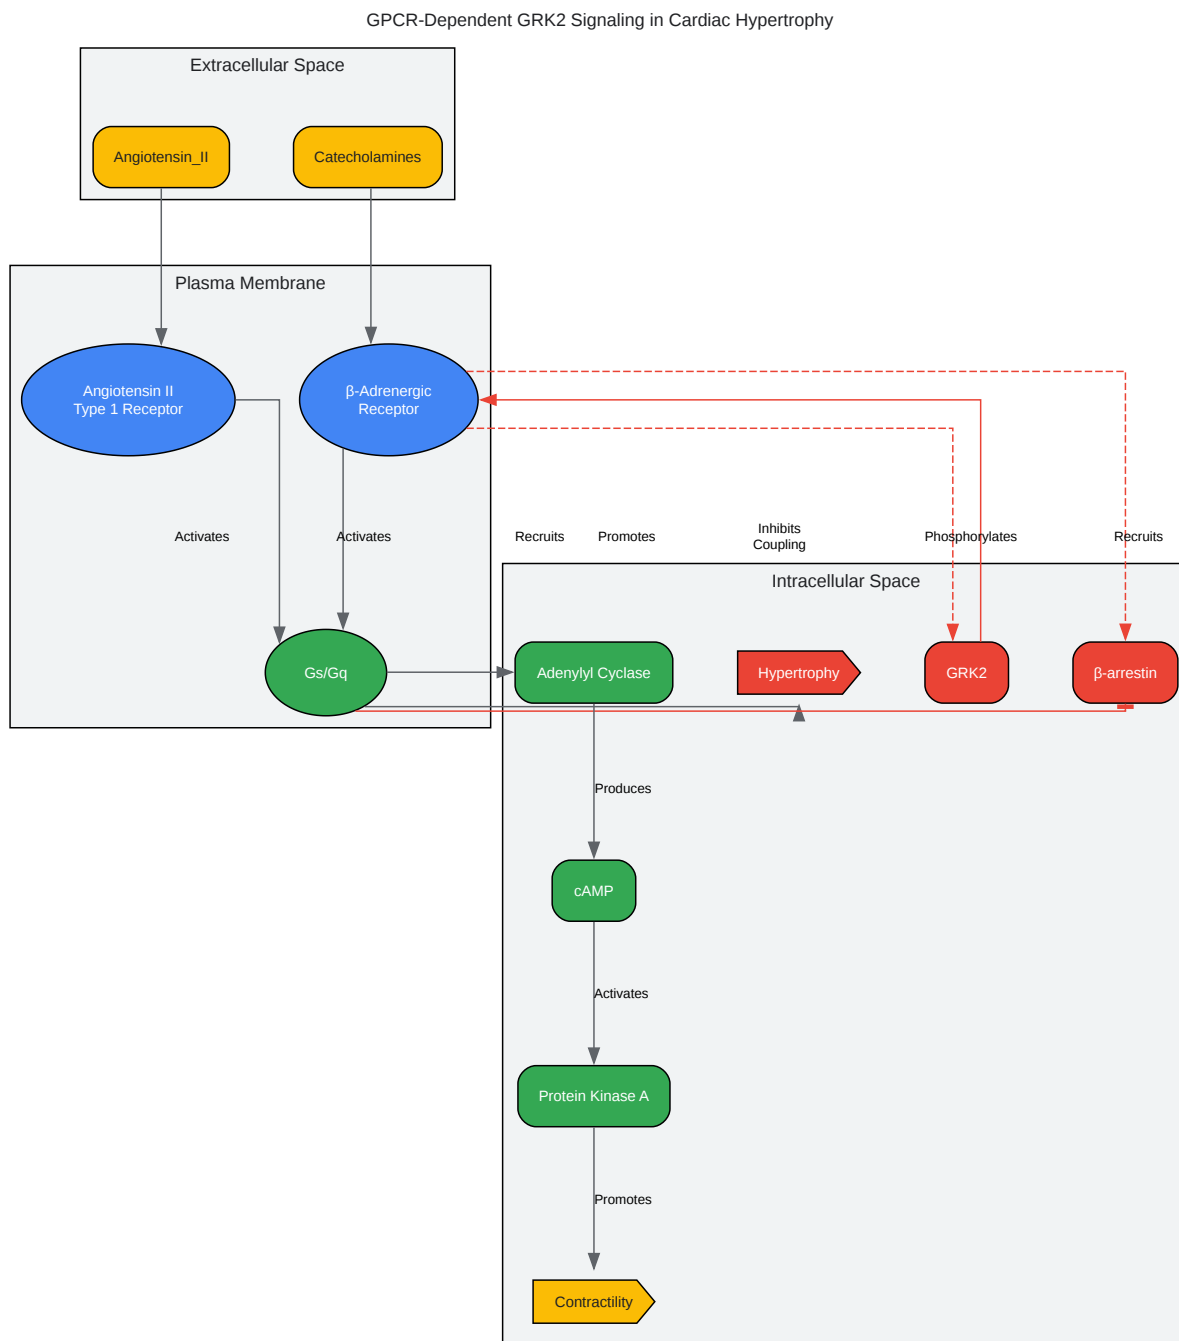 GPCR-Dependent GRK2 Signaling in Cardiac Hypertrophy
Extracellular Space
Angiotensin_II
Catecholamines
Plasma Membrane
Angiotensin II
Type 1 Receptor
β-Adrenergic
Receptor
Activates
Activates
Recruits
Promotes
Inhibits
Coupling
Phosphorylates
Recruits
Intracellular Space
Gs/Gq
Adenylyl Cyclase
Hypertrophy
GRK2
β-arrestin
Produces
cAMP
Activates
Protein Kinase A
Promotes
Contractility